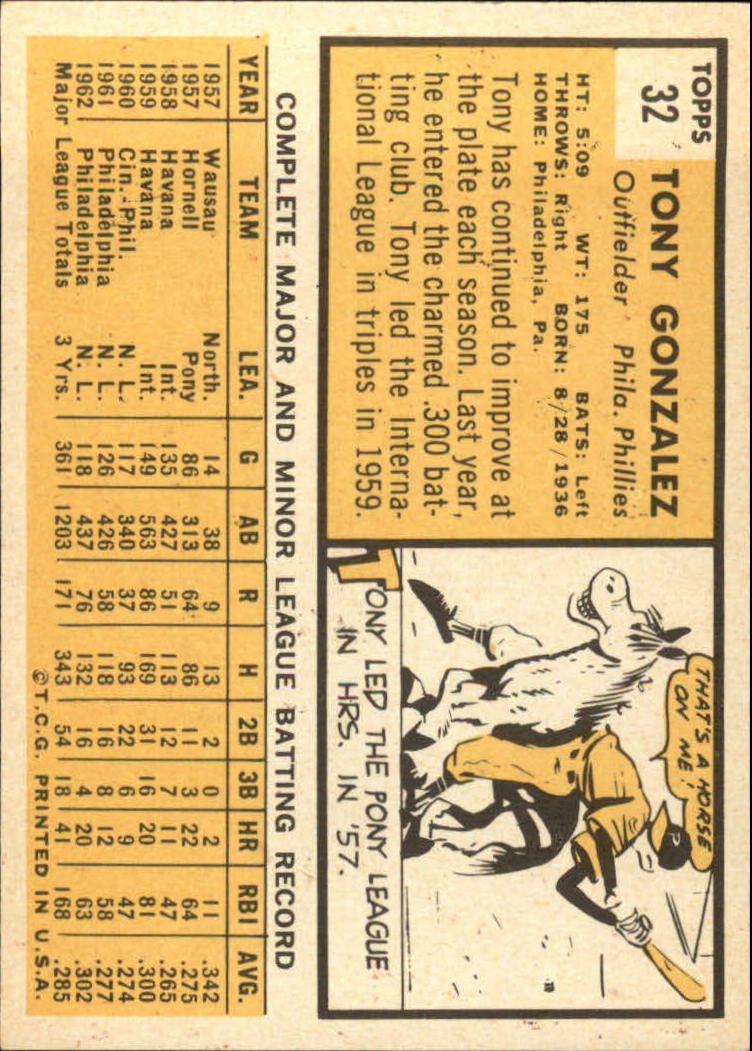 TOPPS
32
TONY GONZALEZ
Outfielder Phila. Phillies
HT: 5:09 WT: 175 BATS: Left
THROWS: Right BORN: 8/28/1936
HOME: Philadelphia, Pa.
Tony has continued to improve at
the plate each season. Last year,
he entered the charmed .300 bat-
ting club. Tony led the Interna-
tional League in triples in 1959.
THAT'S A HORSE
ON ME!
P
TONY LED THE PONY LEAGUE
IN HRS. IN '57.
COMPLETE MAJOR AND MINOR LEAGUE BATTING RECORD
YEAR TEAM LEA. G AB R H 2B 3B HR RBI AVG.
1957 Wausau North. 14 38 9 13 2 0 2 11 .342
1957 Hornell Pony 86 313 64 86 11 3 22 64 .275
1958 Havana Int. 135 427 51 113 12 7 11 47 .265
1959 Havana Int. 149 563 86 169 31 16 20 81 .300
1960 Cin.-Phil. N. L. 117 340 37 93 22 6 9 47 .274
1961 Philadelphia N. L. 126 426 58 118 16 8 12 58 .277
1962 Philadelphia N. L. 118 437 76 132 16 4 20 63 .302
Major League Totals 3 Yrs. 361 1203 171 343 54 18 41 168 .285
©T.C.G. PRINTED IN U.S.A.